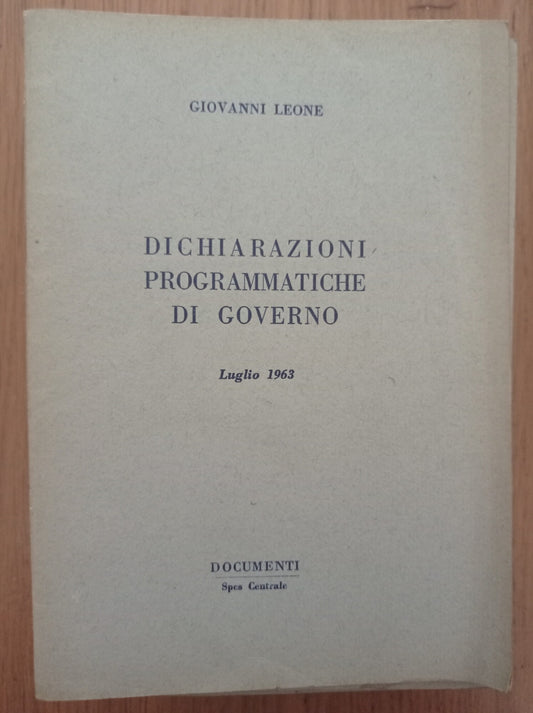 GIOVANNI LEONE
DICHIARAZIONI
PROGRAMMATICHE
DI GOVERNO
Luglio 1963
DOCUMENTI
Spes Centrale